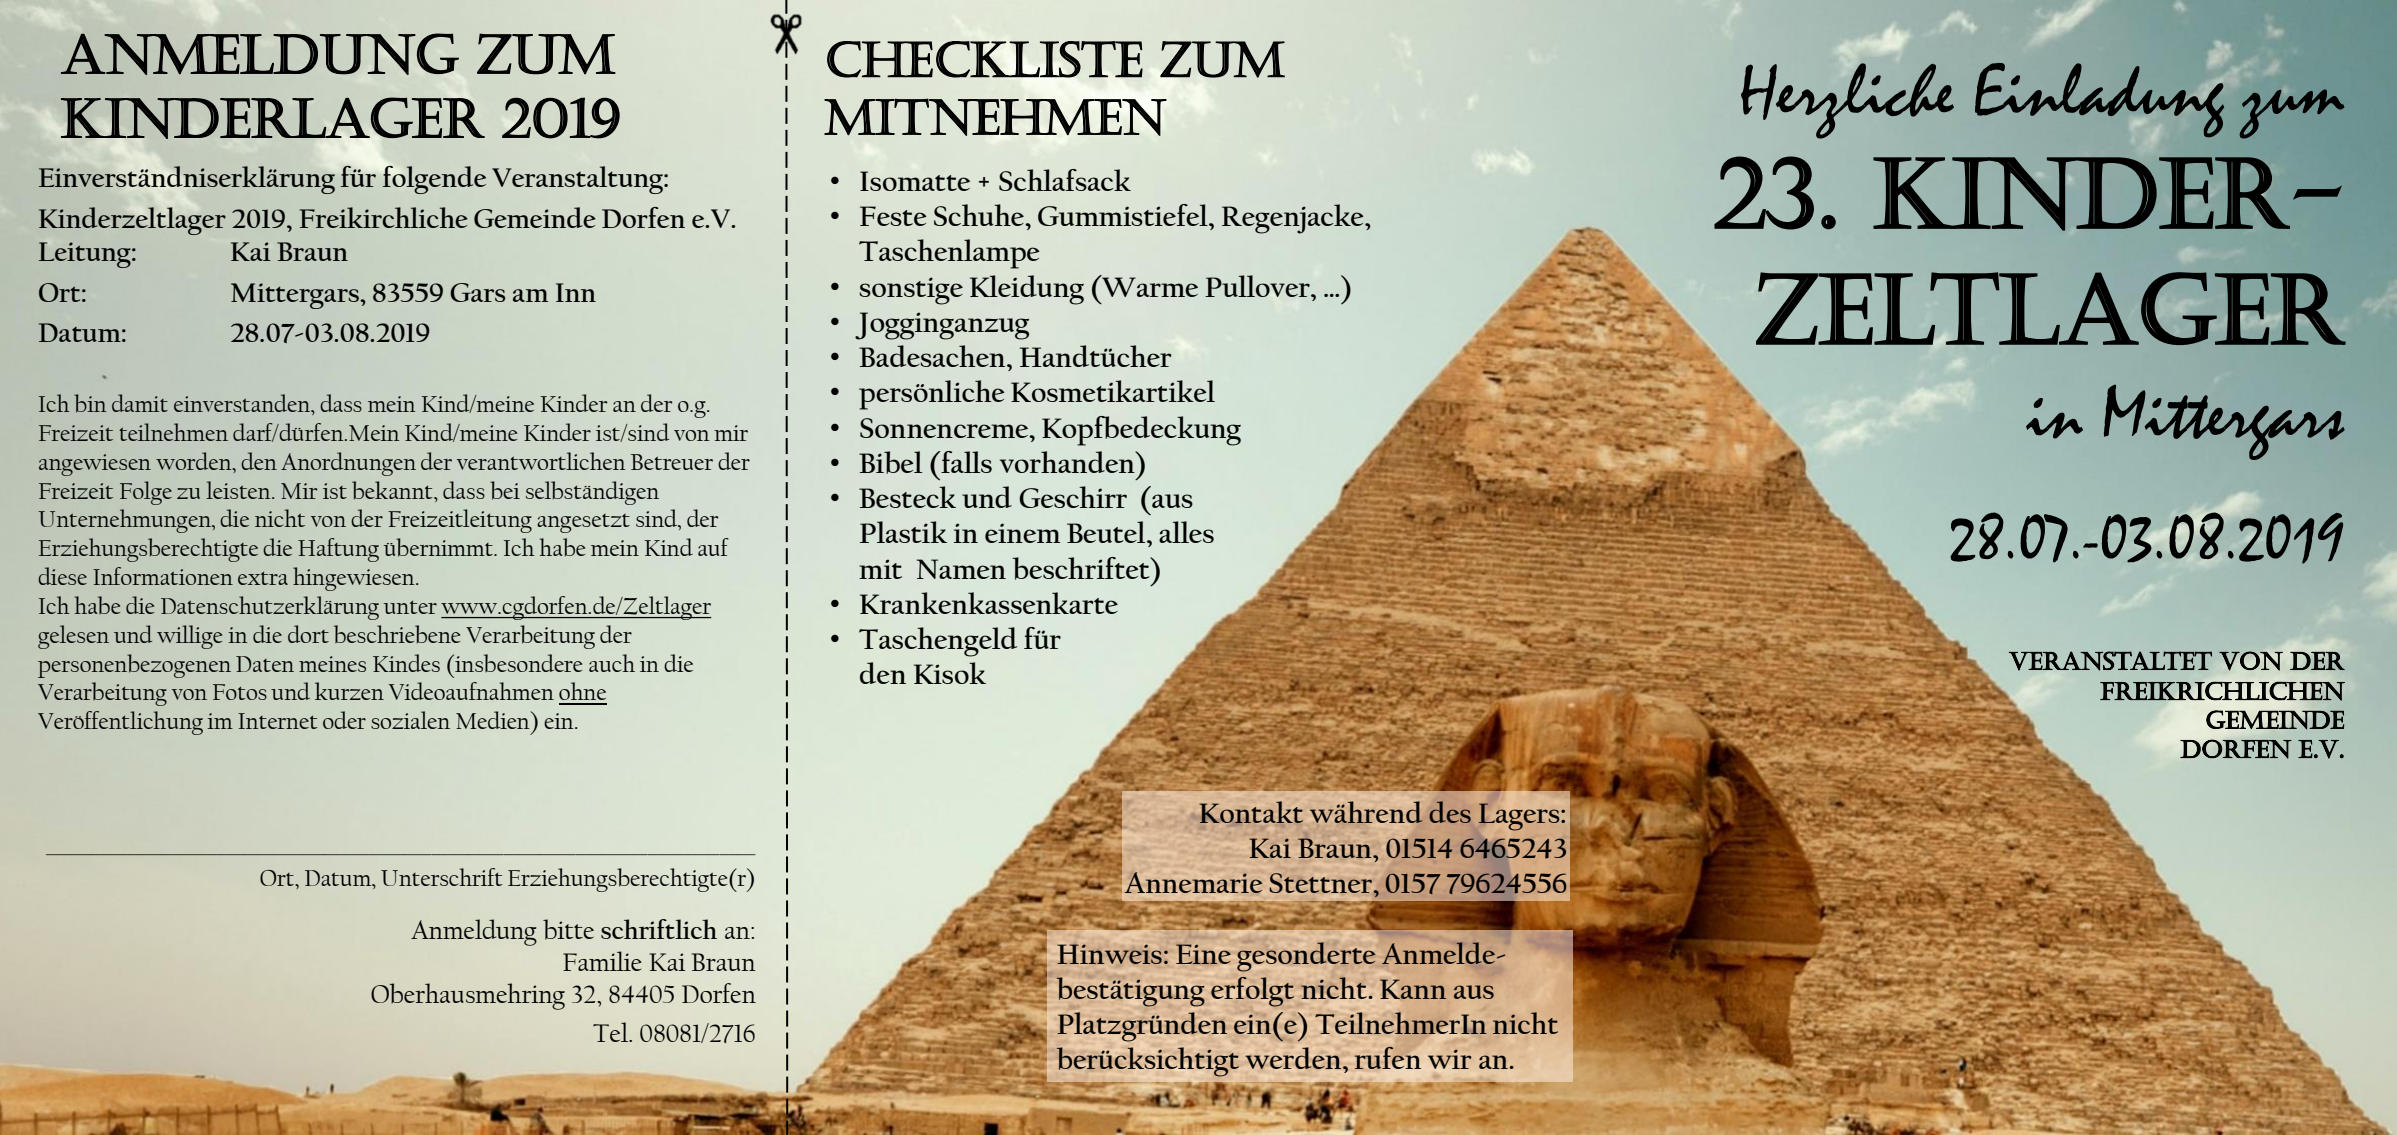 ANMELDUNG ZUM
KINDERLAGER 2019
Einverständniserklärung für folgende Veranstaltung:
Kinderzeltlager 2019, Freikirchliche Gemeinde Dorfen e.V.
Leitung: Kai Braun
Ort: Mittergars, 83559 Gars am Inn
Datum: 28.07-03.08.2019
Ich bin damit einverstanden, dass mein Kind/meine Kinder an der o.g.
Freizeit teilnehmen darf/dürfen.Mein Kind/meine Kinder ist/sind von mir
angewiesen worden, den Anordnungen der verantwortlichen Betreuer der
Freizeit Folge zu leisten. Mir ist bekannt, dass bei selbständigen
Unternehmungen, die nicht von der Freizeitleitung angesetzt sind, der
Erziehungsberechtigte die Haftung übernimmt. Ich habe mein Kind auf
diese Informationen extra hingewiesen.
Ich habe die Datenschutzerklärung unter www.cgdorfen.de/Zeltlager
gelesen und willige in die dort beschriebene Verarbeitung der
personenbezogenen Daten meines Kindes (insbesondere auch in die
Verarbeitung von Fotos und kurzen Videoaufnahmen ohne
Veröffentlichung im Internet oder sozialen Medien) ein.
Ort, Datum, Unterschrift Erziehungsberechtigte(r)
Anmeldung bitte schriftlich an:
Familie Kai Braun
Oberhausmehring 32, 84405 Dorfen
Tel. 08081/2716
CHECKLISTE ZUM
MITNEHMEN
• Isomatte + Schlafsack
• Feste Schuhe, Gummistiefel, Regenjacke,
Taschenlampe
• sonstige Kleidung (Warme Pullover, ...)
• Jogginganzug
• Badesachen, Handtücher
• persönliche Kosmetikartikel
• Sonnencreme, Kopfbedeckung
• Bibel (falls vorhanden)
• Besteck und Geschirr (aus
Plastik in einem Beutel, alles
mit Namen beschriftet)
• Krankenkassenkarte
• Taschengeld für
den Kisok
Kontakt während des Lagers:
Kai Braun, 01514 6465243
Annemarie Stettner, 0157 79624556
Hinweis: Eine gesonderte Anmelde-
bestätigung erfolgt nicht. Kann aus
Platzgründen ein(e) TeilnehmerIn nicht
berücksichtigt werden, rufen wir an.
Herzliche Einladung zum
23. KINDER-
ZELTLAGER
in Mittergars
28.07.-03.08.2019
VERANSTALTET VON DER
FREIKRICHLICHEN
GEMEINDE
DORFEN E.V.